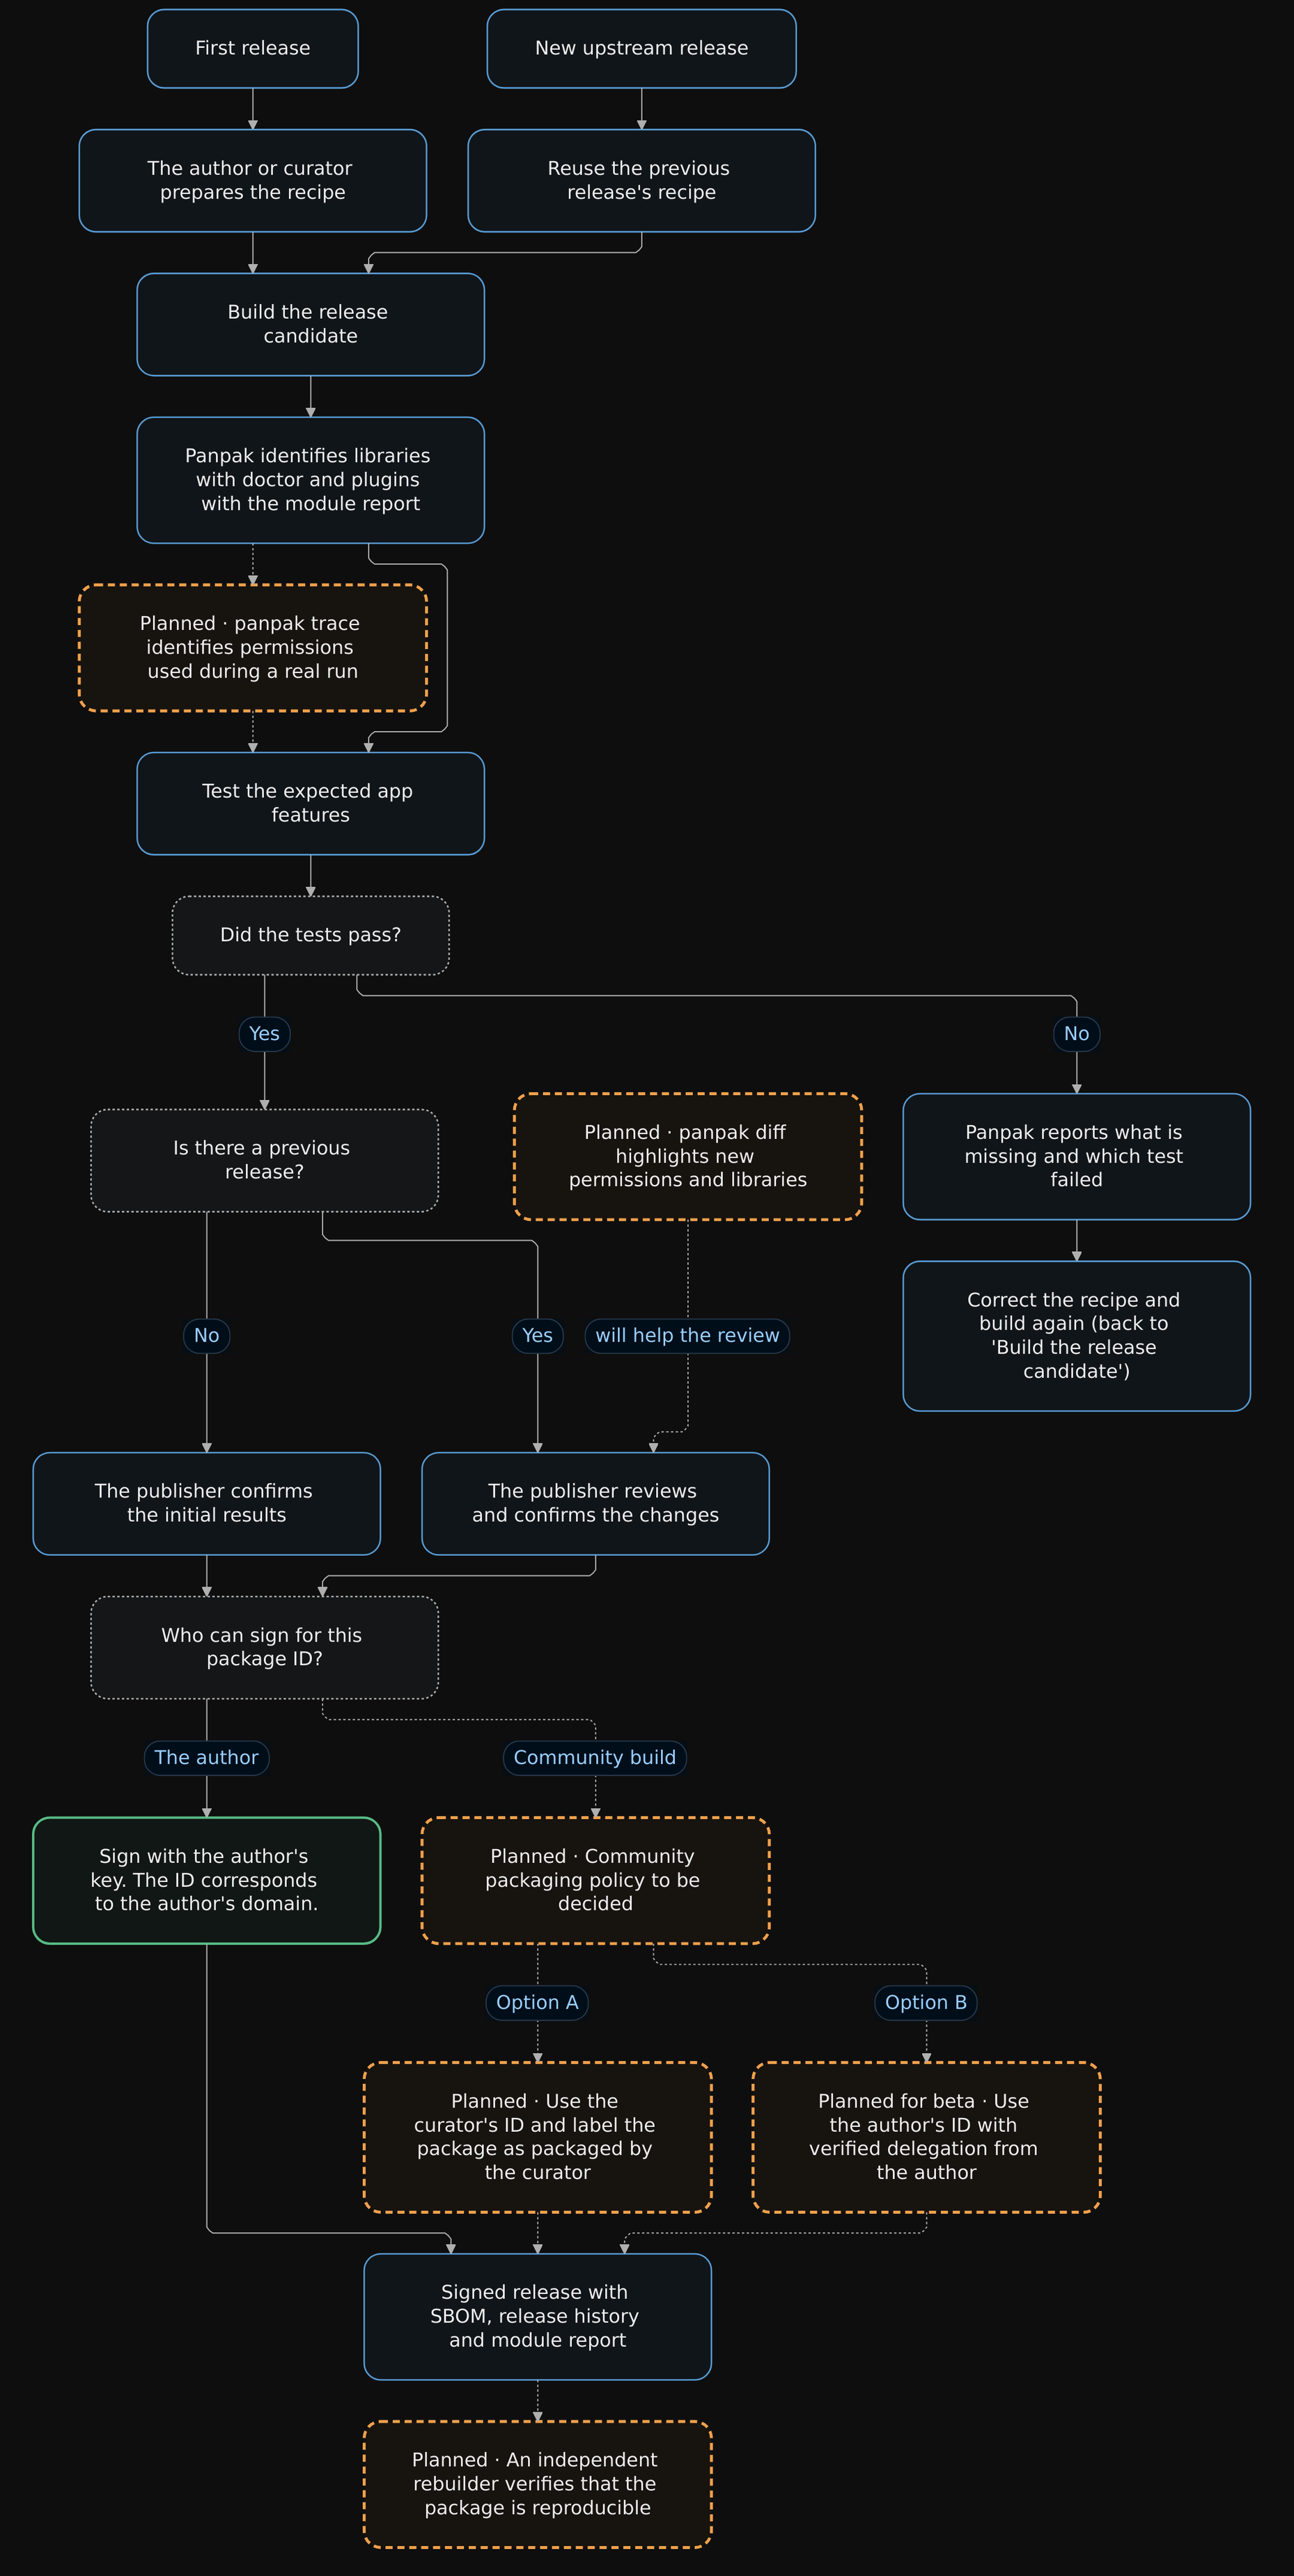 First release
New upstream release
The author or curator
prepares the recipe
Reuse the previous
release's recipe
Build the release
candidate
Panpak identifies libraries
with doctor and plugins
with the module report
Planned · panpak trace
identifies permissions
used during a real run
Test the expected app
features
Did the tests pass?
Yes
No
Is there a previous
release?
Planned · panpak diff
highlights new
permissions and libraries
Panpak reports what is
missing and which test
failed
Correct the recipe and
build again (back to
'Build the release
candidate')
No
Yes
will help the review
The publisher confirms
the initial results
The publisher reviews
and confirms the changes
Who can sign for this
package ID?
The author
Community build
Sign with the author's
key. The ID corresponds
to the author's domain.
Planned · Community
packaging policy to be
decided
Option A
Option B
Planned · Use the
curator's ID and label the
package as packaged by
the curator
Planned for beta · Use
the author's ID with
verified delegation from
the author
Signed release with
SBOM, release history
and module report
Planned · An independent
rebuilder verifies that the
package is reproducible